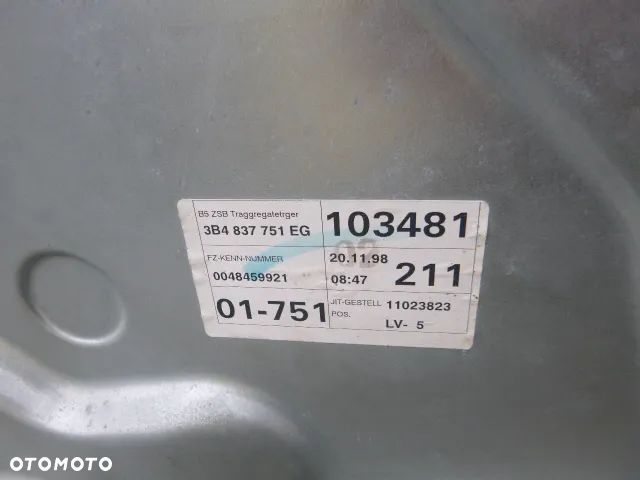 B5 ZSB Traggregatetrger
3B4 837 751 EG
103481
FZ-KENN-NUMMER
0048459921
20.11.98
08:47
211
01-751
JIT-GESTELL 11023823
POS. LV- 5
OTOMOTO